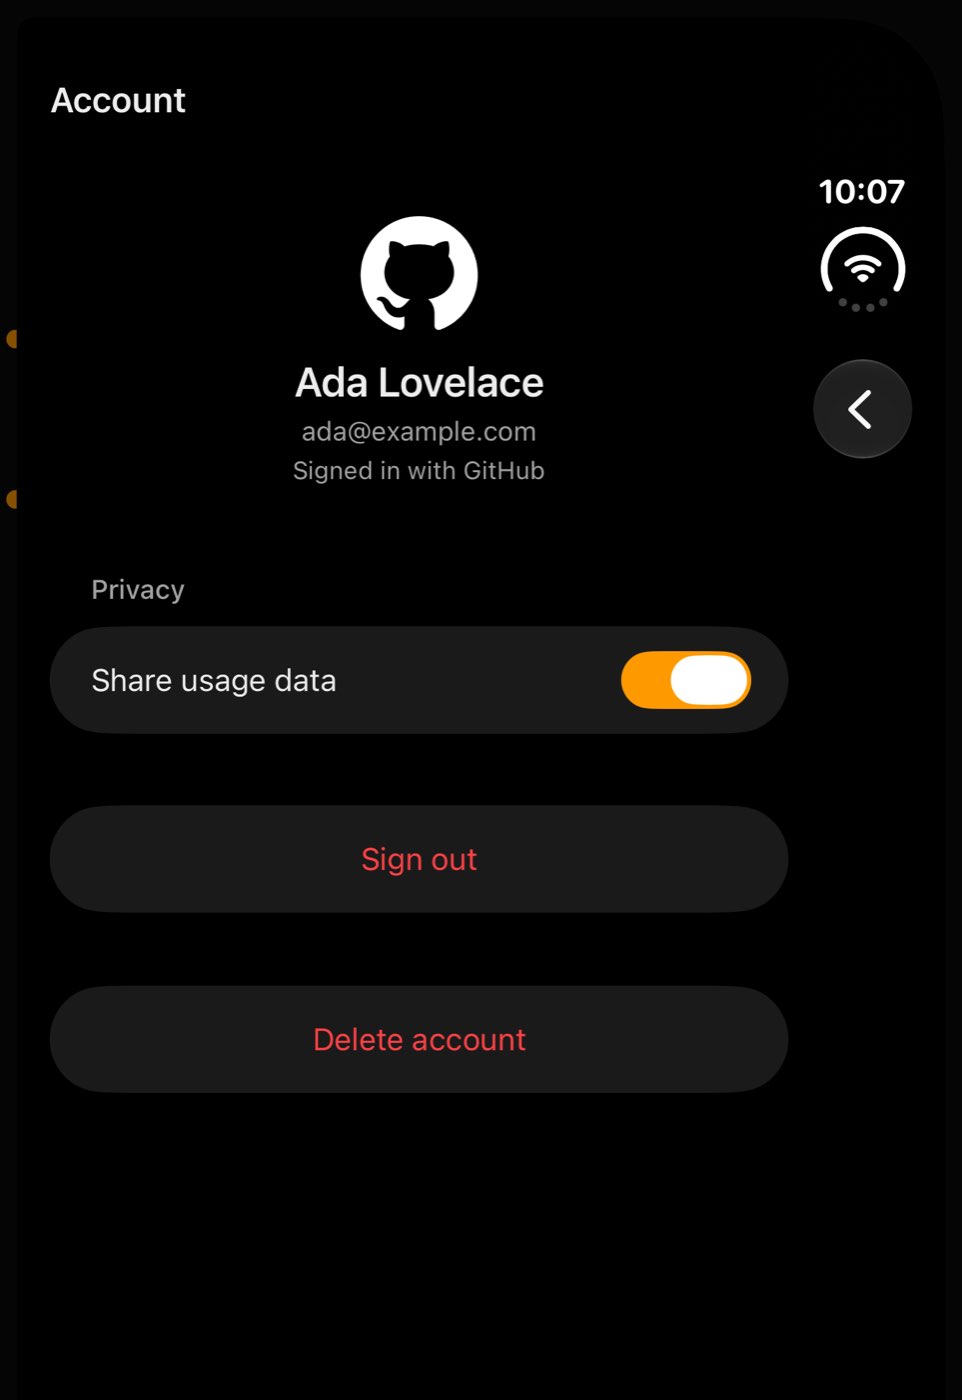 Account
10:07
Ada Lovelace
ada@example.com
Signed in with GitHub
Privacy
Share usage data
Sign out
Delete account